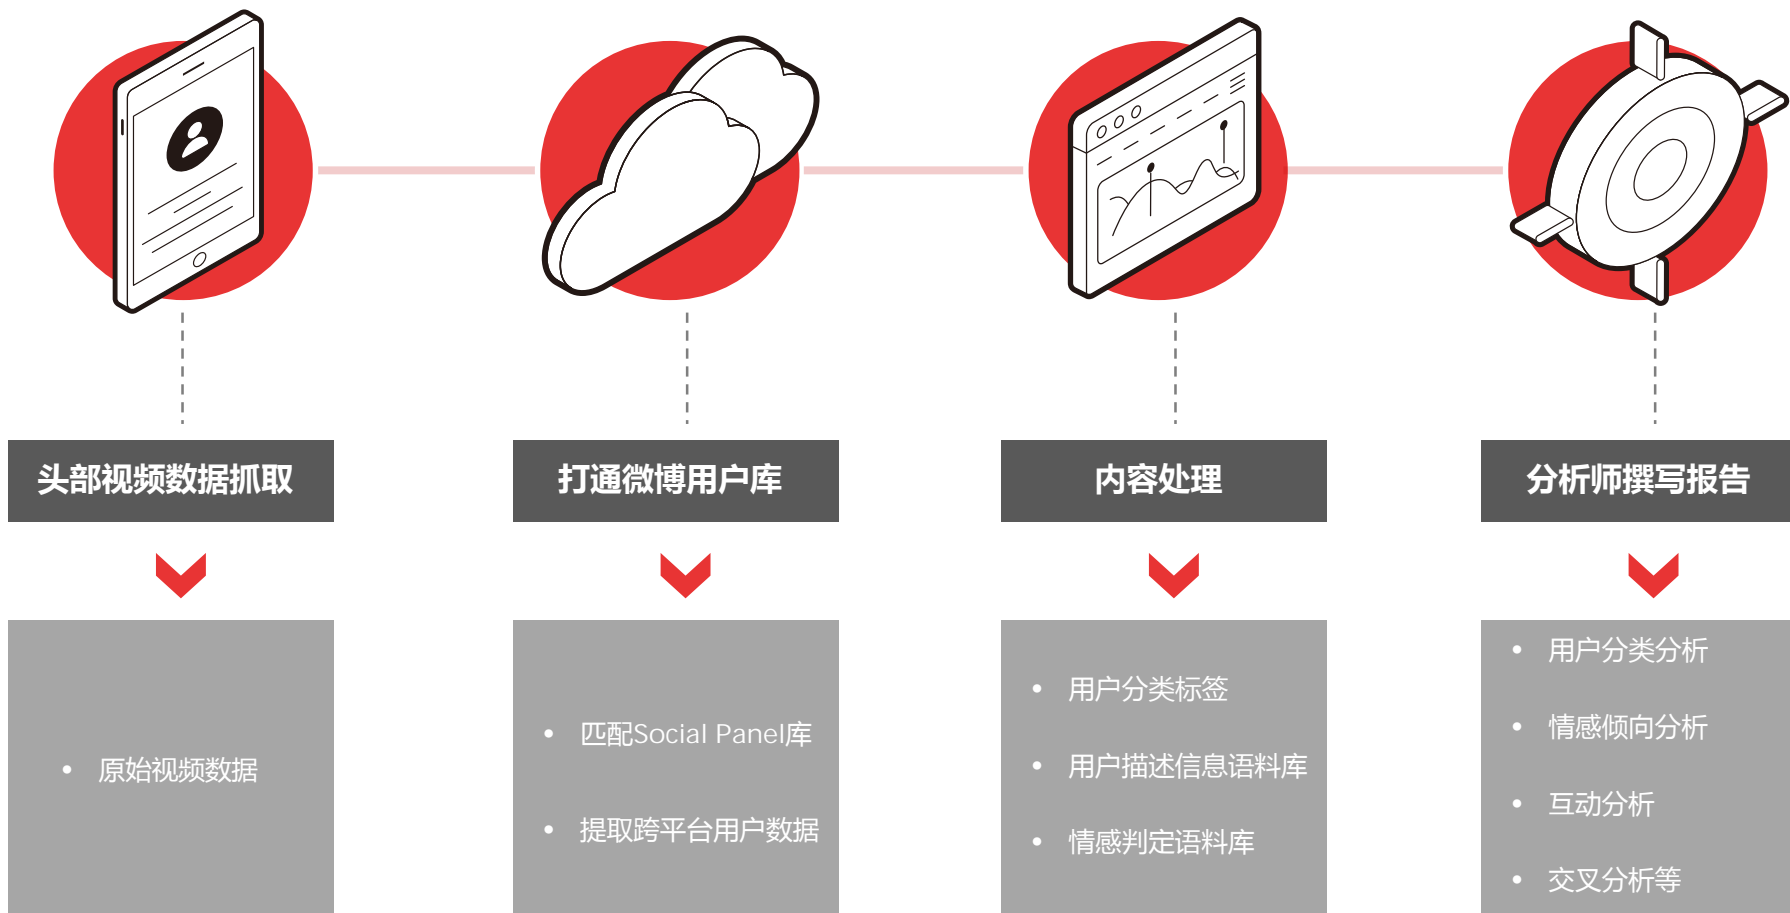 头部视频数据抓取
打通微博用户库
内容处理
分析师撰写报告
• 原始视频数据
• 匹配Social Panel库
• 提取跨平台用户数据
• 用户分类标签
• 用户描述信息语料库
• 情感判定语料库
• 用户分类分析
• 情感倾向分析
• 互动分析
• 交叉分析等